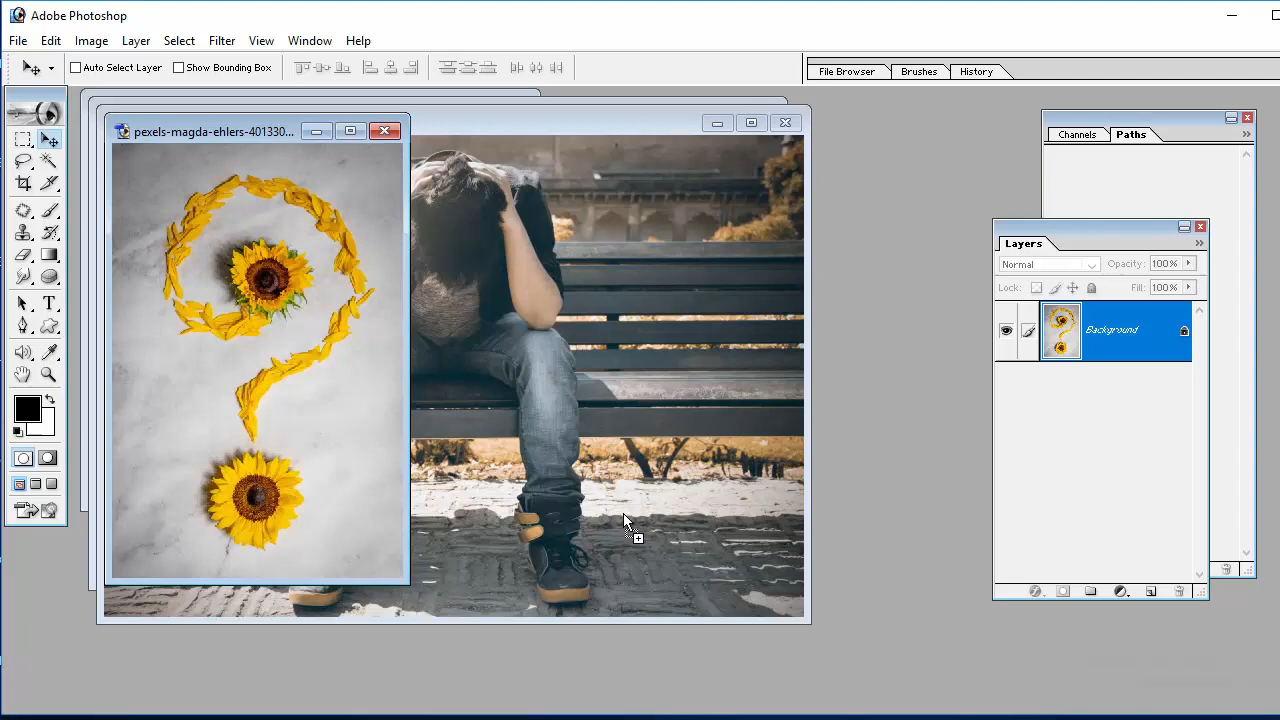 Adobe Photoshop
File Edit Image Layer Select Filter View Window Help
Auto Select Layer Show Bounding Box
File Browser Brushes History
pexels-magda-ehlers-401330...
Channels Paths
Layers
Normal Opacity: 100%
Lock: Fill: 100%
Background